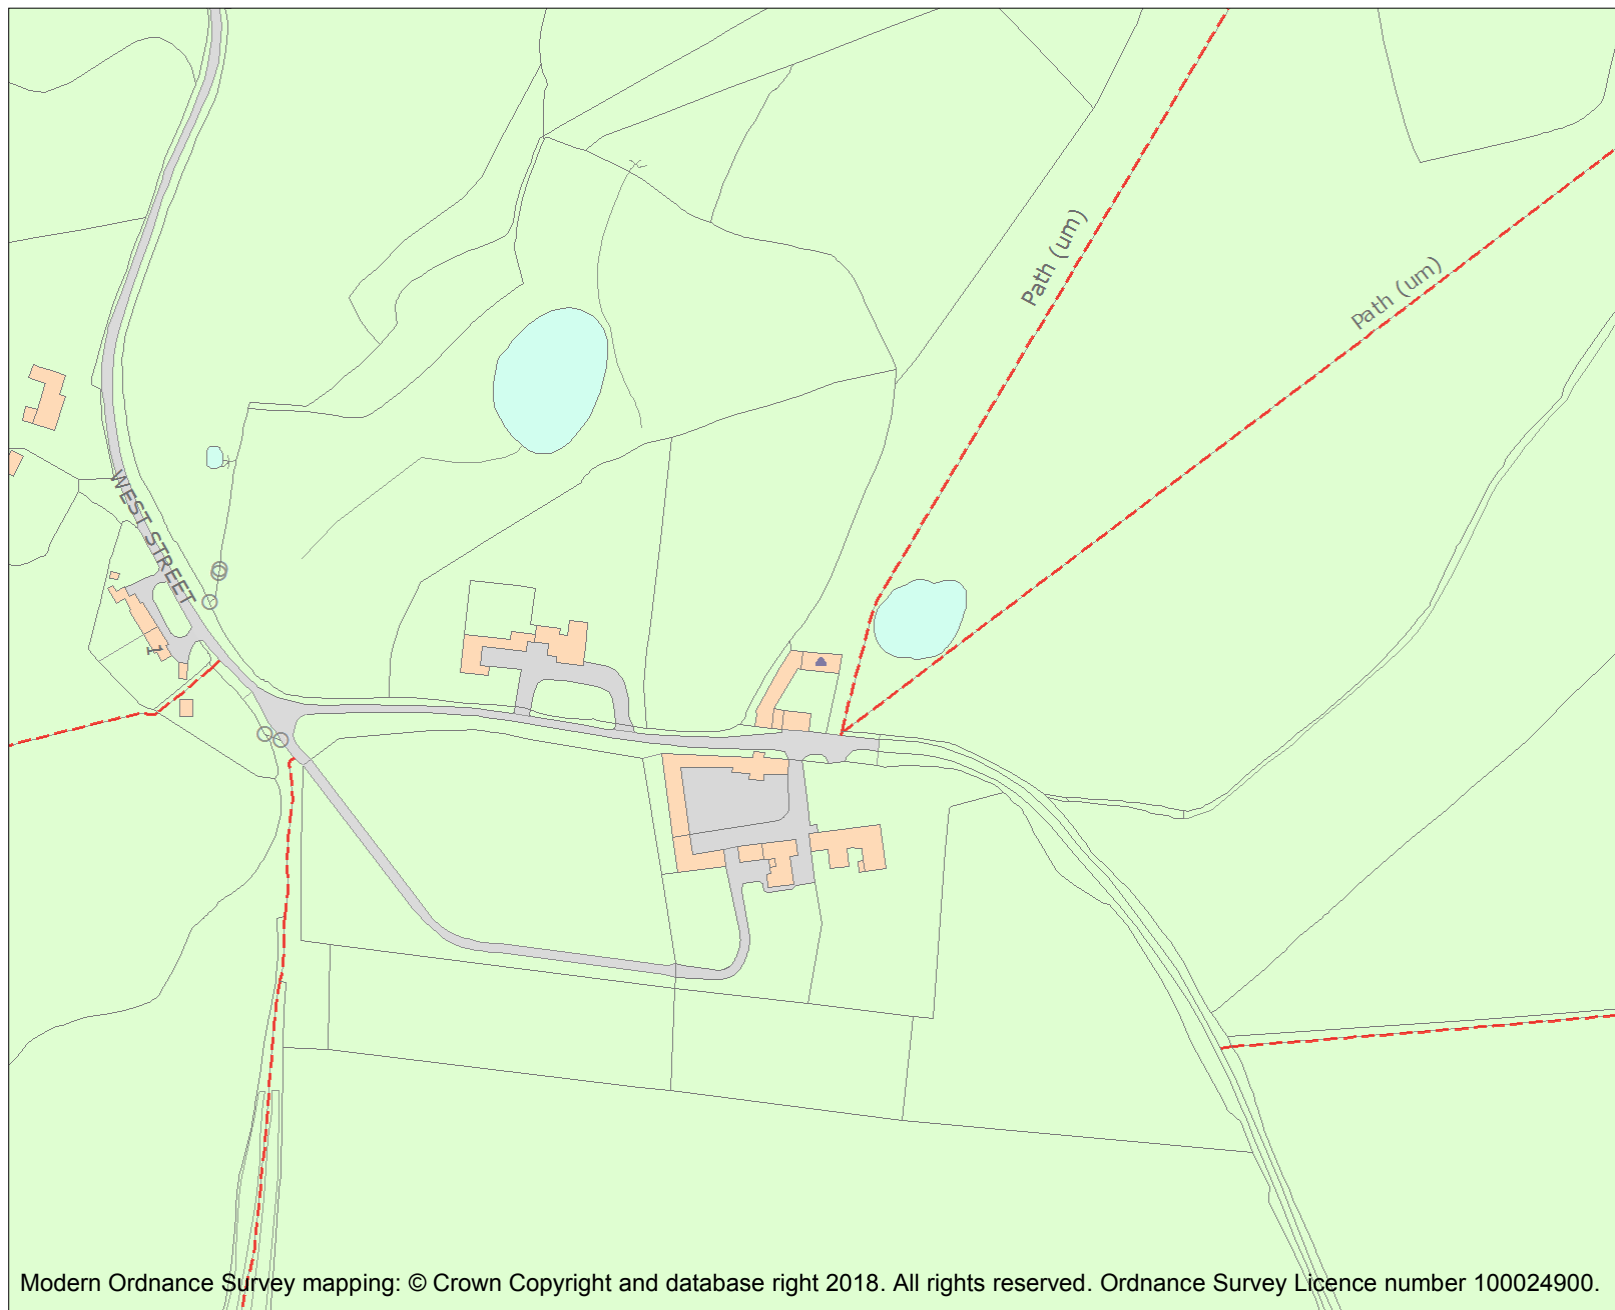 Path (um)
Path (um)
WEST STREET
1
Modern Ordnance Survey mapping: © Crown Copyright and database right 2018. All rights reserved. Ordnance Survey Licence number 100024900.